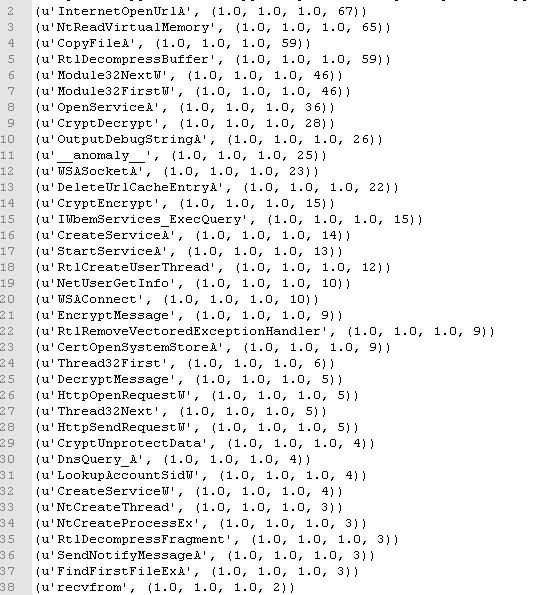 2 (u'InternetOpenUrlA', (1.0, 1.0, 1.0, 67))
3 (u'NtReadVirtualMemory', (1.0, 1.0, 1.0, 65))
4 (u'CopyFileA', (1.0, 1.0, 1.0, 59))
5 (u'RtlDecompressBuffer', (1.0, 1.0, 1.0, 59))
6 (u'Module32NextW', (1.0, 1.0, 1.0, 46))
7 (u'Module32FirstW', (1.0, 1.0, 1.0, 46))
8 (u'OpenServiceA', (1.0, 1.0, 1.0, 36))
9 (u'CryptDecrypt', (1.0, 1.0, 1.0, 28))
10 (u'OutputDebugStringA', (1.0, 1.0, 1.0, 26))
11 (u'__anomaly__', (1.0, 1.0, 1.0, 25))
12 (u'WSASocketA', (1.0, 1.0, 1.0, 23))
13 (u'DeleteUrlCacheEntryA', (1.0, 1.0, 1.0, 22))
14 (u'CryptEncrypt', (1.0, 1.0, 1.0, 15))
15 (u'IWbemServices_ExecQuery', (1.0, 1.0, 1.0, 15))
16 (u'CreateServiceA', (1.0, 1.0, 1.0, 14))
17 (u'StartServiceA', (1.0, 1.0, 1.0, 13))
18 (u'RtlCreateUserThread', (1.0, 1.0, 1.0, 12))
19 (u'NetUserGetInfo', (1.0, 1.0, 1.0, 10))
20 (u'WSAConnect', (1.0, 1.0, 1.0, 10))
21 (u'EncryptMessage', (1.0, 1.0, 1.0, 9))
22 (u'RtlRemoveVectoredExceptionHandler', (1.0, 1.0, 1.0, 9))
23 (u'CertOpenSystemStoreA', (1.0, 1.0, 1.0, 9))
24 (u'Thread32First', (1.0, 1.0, 1.0, 6))
25 (u'DecryptMessage', (1.0, 1.0, 1.0, 5))
26 (u'HttpOpenRequestW', (1.0, 1.0, 1.0, 5))
27 (u'Thread32Next', (1.0, 1.0, 1.0, 5))
28 (u'HttpSendRequestW', (1.0, 1.0, 1.0, 5))
29 (u'CryptUnprotectData', (1.0, 1.0, 1.0, 4))
30 (u'DnsQuery_A', (1.0, 1.0, 1.0, 4))
31 (u'LookupAccountSidW', (1.0, 1.0, 1.0, 4))
32 (u'CreateServiceW', (1.0, 1.0, 1.0, 4))
33 (u'NtCreateThread', (1.0, 1.0, 1.0, 3))
34 (u'NtCreateProcessEx', (1.0, 1.0, 1.0, 3))
35 (u'RtlDecompressFragment', (1.0, 1.0, 1.0, 3))
36 (u'SendNotifyMessageA', (1.0, 1.0, 1.0, 3))
37 (u'FindFirstFileExA', (1.0, 1.0, 1.0, 3))
38 (u'recvfrom', (1.0, 1.0, 1.0, 2))